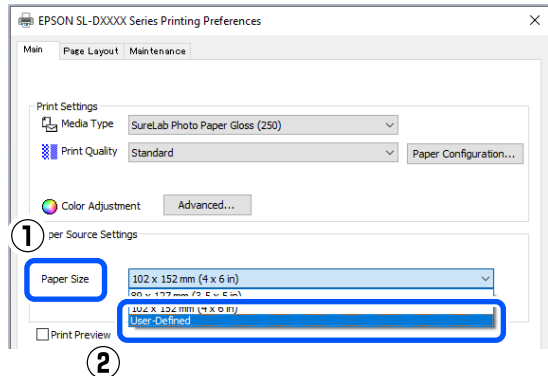 EPSON SL-DXXXX Series Printing Preferences
Main Page Layout Maintenance
Print Settings
Media Type SureLab Photo Paper Gloss (250)
Print Quality Standard Paper Configuration...
Color Adjustment Advanced...
1
per Source Settings
Paper Size 102 x 152 mm (4 x 6 in)
89 x 127 mm (3.5 x 5 in)
102 x 152 mm (4 x 6 in)
User-Defined
Print Preview
2